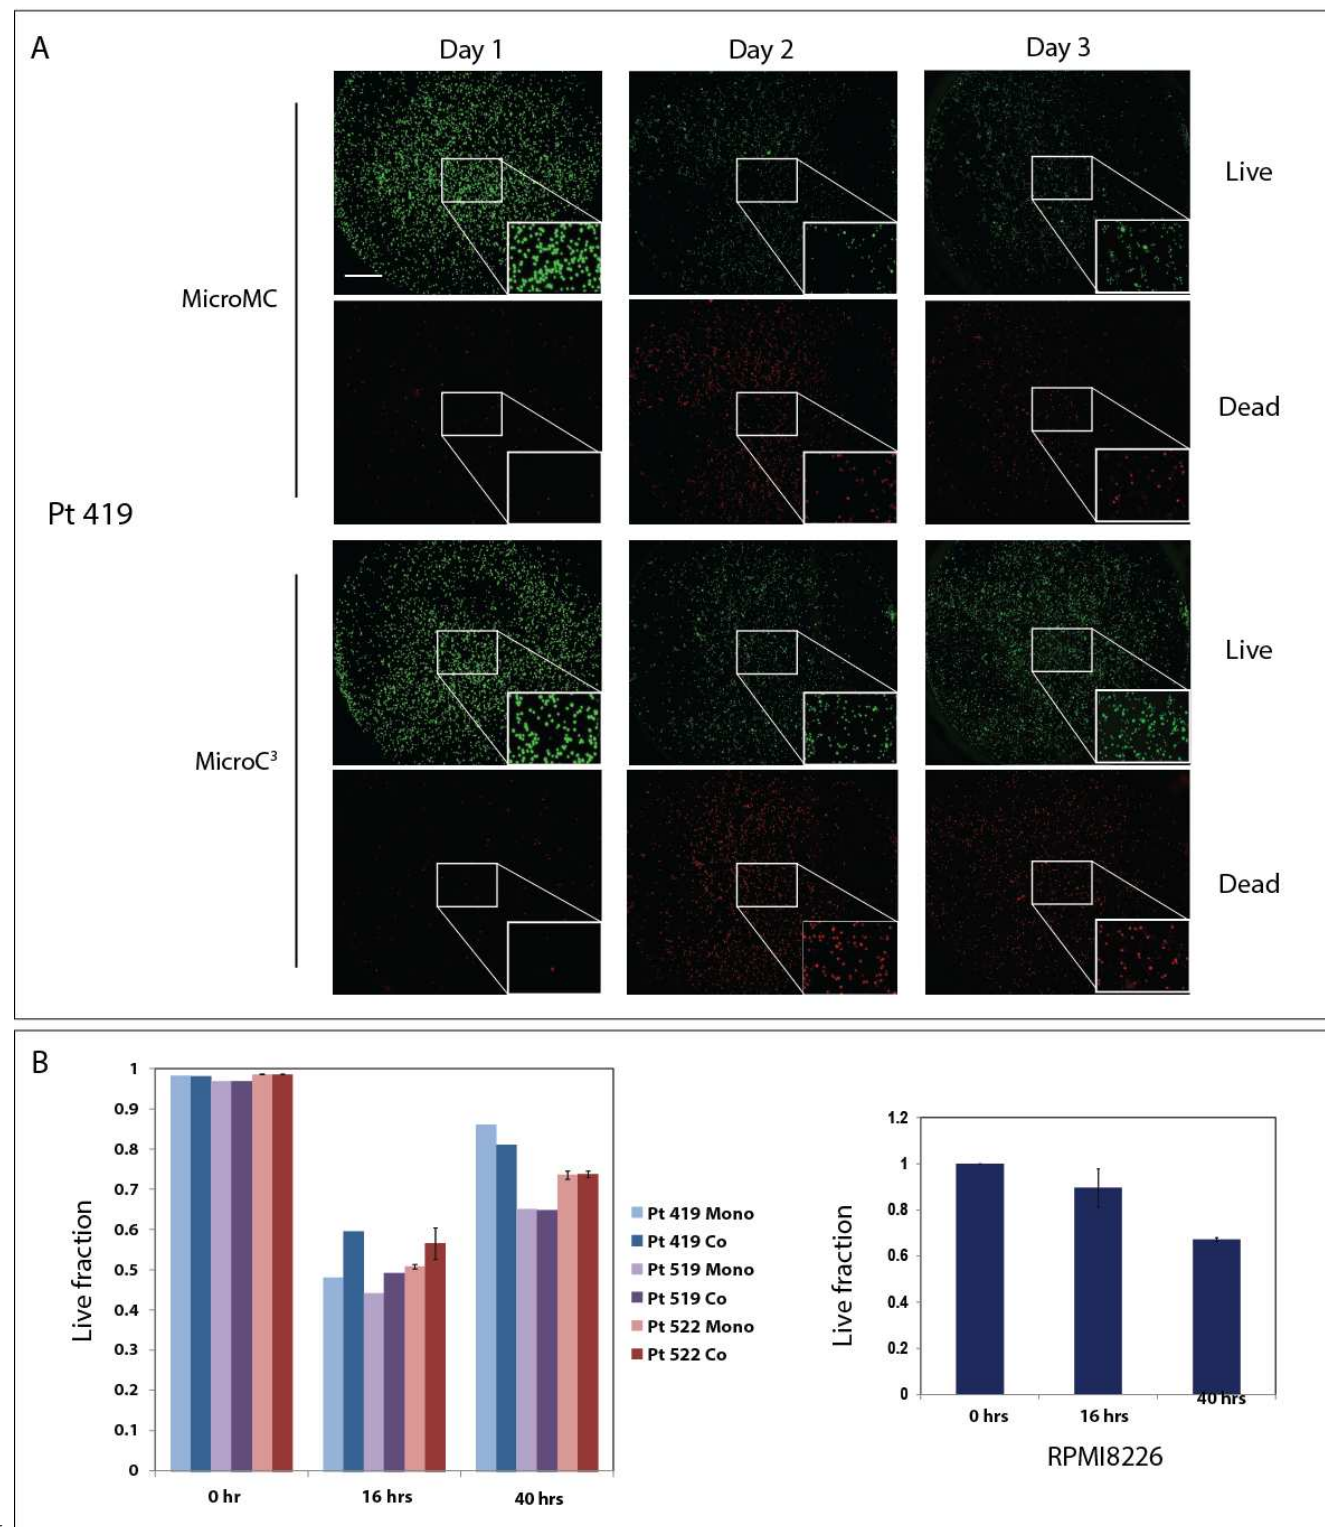 A
Day 1
Day 2
Day 3
Live
MicroMC
Dead
Pt 419
Live
MicroC³
Dead
B
1
0.9
0.8
0.7
0.6
0.5
0.4
0.3
0.2
0.1
0
Live fraction
0 hr
16 hrs
40 hrs
Pt 419 Mono
Pt 419 Co
Pt 519 Mono
Pt 519 Co
Pt 522 Mono
Pt 522 Co
1.2
1
0.8
0.6
0.4
0.2
0
Live fraction
0 hrs
16 hrs
40 hrs
RPMI8226